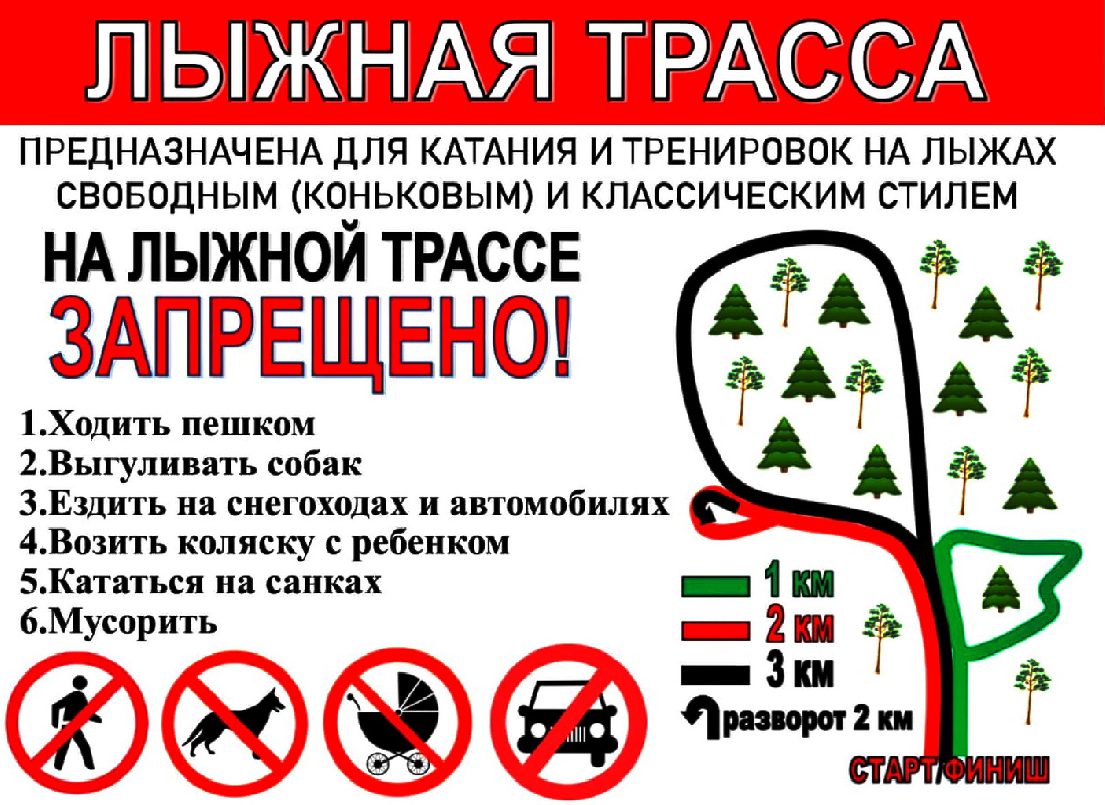 ЛЫЖНАЯ ТРАССА
ПРЕДНАЗНАЧЕНА ДЛЯ КАТАНИЯ И ТРЕНИРОВОК НА ЛЫЖАХ
СВОБОДНЫМ (КОНЬКОВЫМ) И КЛАССИЧЕСКИМ СТИЛЕМ
НА ЛЫЖНОЙ ТРАССЕ
ЗАПРЕЩЕНО!
1.Ходить пешком
2.Выгуливать собак
3.Ездить на снегоходах и автомобилях
4.Возить коляску с ребенком
5.Кататься на санках
6.Мусорить
1 км
2 км
3 км
разворот 2 км
СТАРТ/ФИНИШ